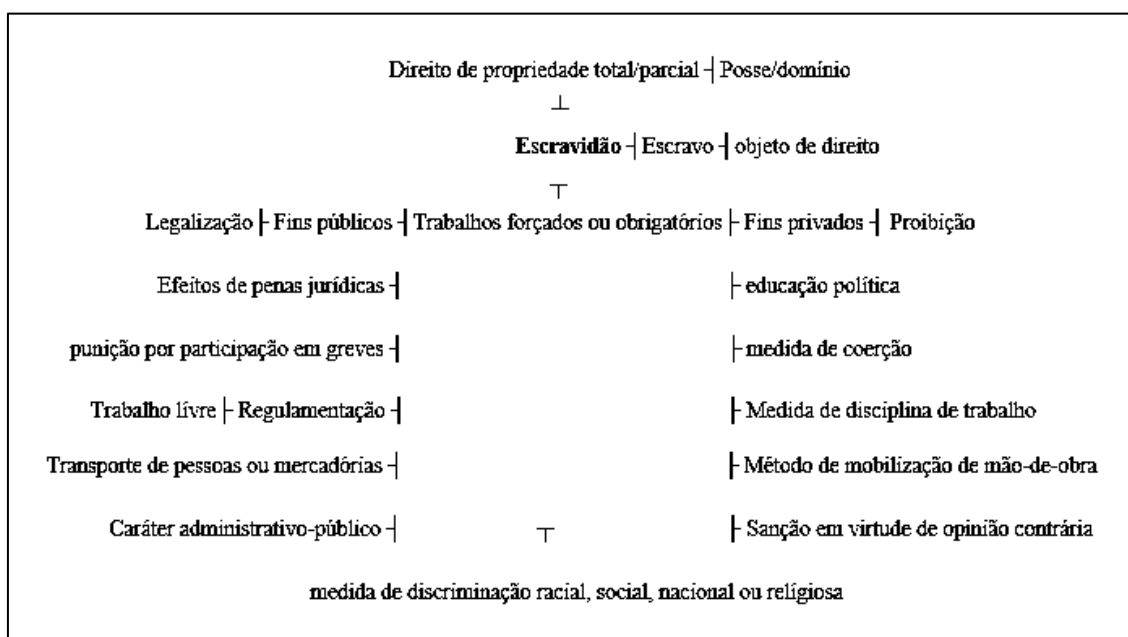 Direito de propriedade total/parcial ┤Posse/domínio
┴
Escravidão ┤Escravo ┤objeto de direito
┬
Legalização ├ Fins públicos ┤Trabalhos forçados ou obrigatórios├ Fins privados ┤ Proibição
Efeitos de penas jurídicas┤ ├ educação política
punição por participação em greves┤ ├medida de coerção
Trabalho lívre├ Regulamentação┤ ├Medida de disciplina de trabalho
Transporte de pessoas ou mercadórias┤ ├Método de mobilização de mão-de-obra
Caráter administrativo-público┤ ┬ ├ Sanção em virtude de opinião contrária
medida de discriminação racial, social, nacional ou relígiosa